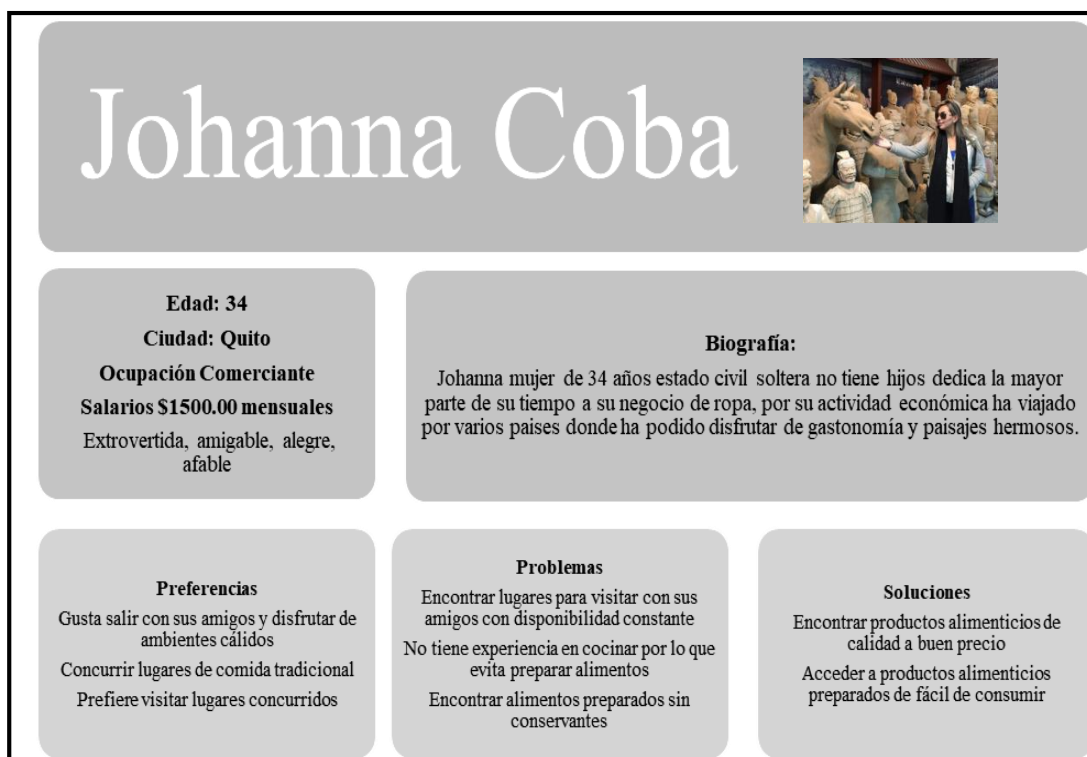 Johanna Coba
Edad: 34
Ciudad: Quito
Ocupación Comerciante
Salarios $1500.00 mensuales
Extrovertida, amigable, alegre,
afable
Biografía:
Johanna mujer de 34 años estado civil soltera no tiene hijos dedica la mayor
parte de su tiempo a su negocio de ropa, por su actividad económica ha viajado
por varios paises donde ha podido disfrutar de gastonomía y paisajes hermosos.
Preferencias
Gusta salir con sus amigos y disfrutar de
ambientes cálidos
Concurrir lugares de comida tradicional
Prefiere visitar lugares concurridos
Problemas
Encontrar lugares para visitar con sus
amigos con disponibilidad constante
No tiene experiencia en cocinar por lo que
evita preparar alimentos
Encontrar alimentos preparados sin
conservantes
Soluciones
Encontrar productos alimenticios de
calidad a buen precio
Acceder a productos alimenticios
preparados de fácil de consumir